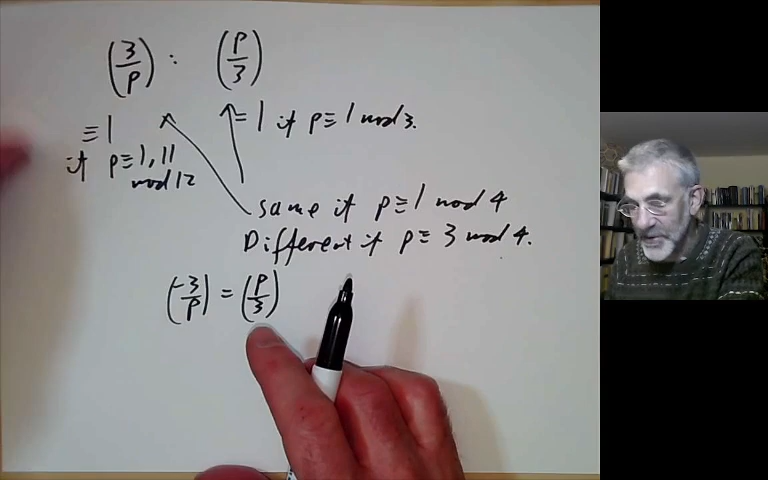 (3/p) : (p/3)
≡ 1 = 1 if p ≡ 1 mod 3.
if p ≡ 1, 11
mod 12
same if p ≡ 1 mod 4
Different if p ≡ 3 mod 4.
(-3/p) = (p/3)